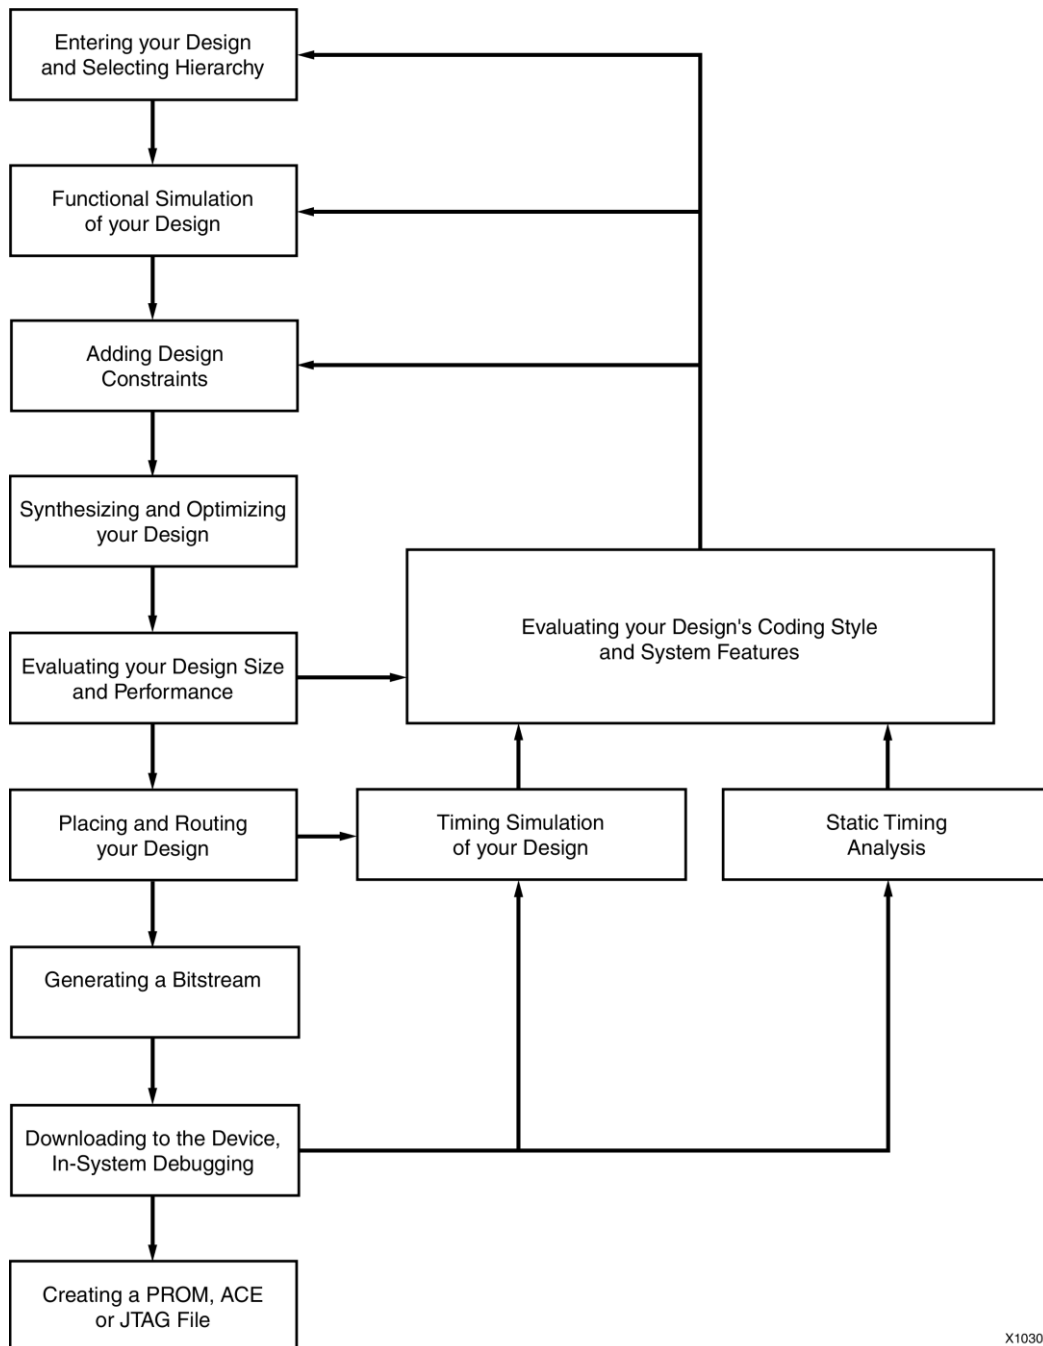 Entering your Design
and Selecting Hierarchy
Functional Simulation
of your Design
Adding Design
Constraints
Synthesizing and Optimizing
your Design
Evaluating your Design's Coding Style
and System Features
Evaluating your Design Size
and Performance
Placing and Routing
your Design
Timing Simulation
of your Design
Static Timing
Analysis
Generating a Bitstream
Downloading to the Device,
In-System Debugging
Creating a PROM, ACE
or JTAG File
X1030